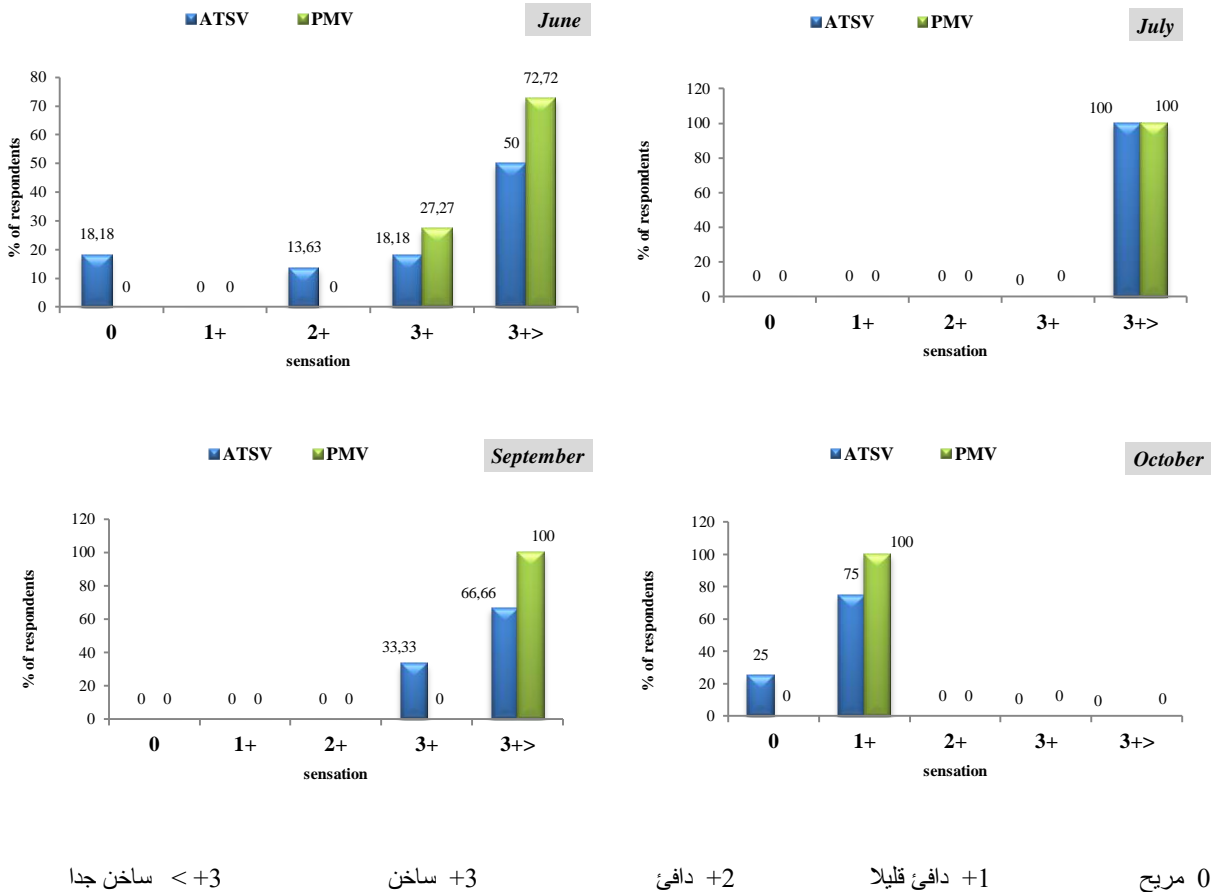 ATSV PMV June
80
70
60
50
40
30
20
10
0
% of respondents
18,18 0 0 0 13,63 0 18,18 27,27 50 72,72
0 1+ 2+ 3+ 3+>
sensation
ATSV PMV July
120
100
80
60
40
20
0
% of respondents
0 0 0 0 0 0 0 0 100 100
0 1+ 2+ 3+ 3+>
sensation
ATSV PMV September
120
100
80
60
40
20
0
% of respondents
0 0 0 0 0 0 33,33 0 66,66 100
0 1+ 2+ 3+ 3+>
sensation
ATSV PMV October
120
100
80
60
40
20
0
% of respondents
25 0 75 100 0 0 0 0 0 0
0 1+ 2+ 3+ 3+>
sensation
0 مريح +1 دافئ قليلا +2 دافئ +3 ساخن +3 < ساخن جدا